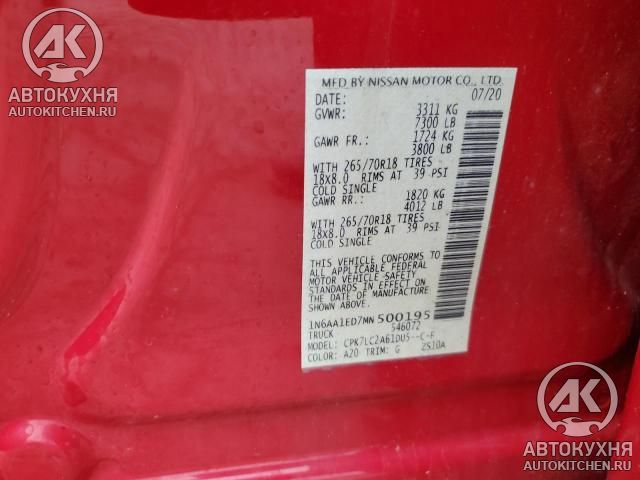 АВТОКУХНЯ
AUTOKITCHEN.RU
MFD BY NISSAN MOTOR CO., LTD.
DATE: 07/20
GVWR: 3311 KG
7300 LB
GAWR FR.: 1724 KG
3800 LB
WITH 265/70R18 TIRES
18X8.0 RIMS AT 39 PSI
COLD SINGLE
GAWR RR.: 1820 KG
4012 LB
WITH 265/70R18 TIRES
18X8.0 RIMS AT 39 PSI
COLD SINGLE
THIS VEHICLE CONFORMS TO
ALL APPLICABLE FEDERAL
MOTOR VEHICLE SAFETY
STANDARDS IN EFFECT ON
THE DATE OF MANUFACTURE
SHOWN ABOVE.
1N6AA1ED7MN500195
TRUCK 546072
MODEL: CPK7LC2A61DU5--C-F
COLOR: A20 TRIM: G 2S10A
АВТОКУХНЯ
AUTOKITCHEN.RU